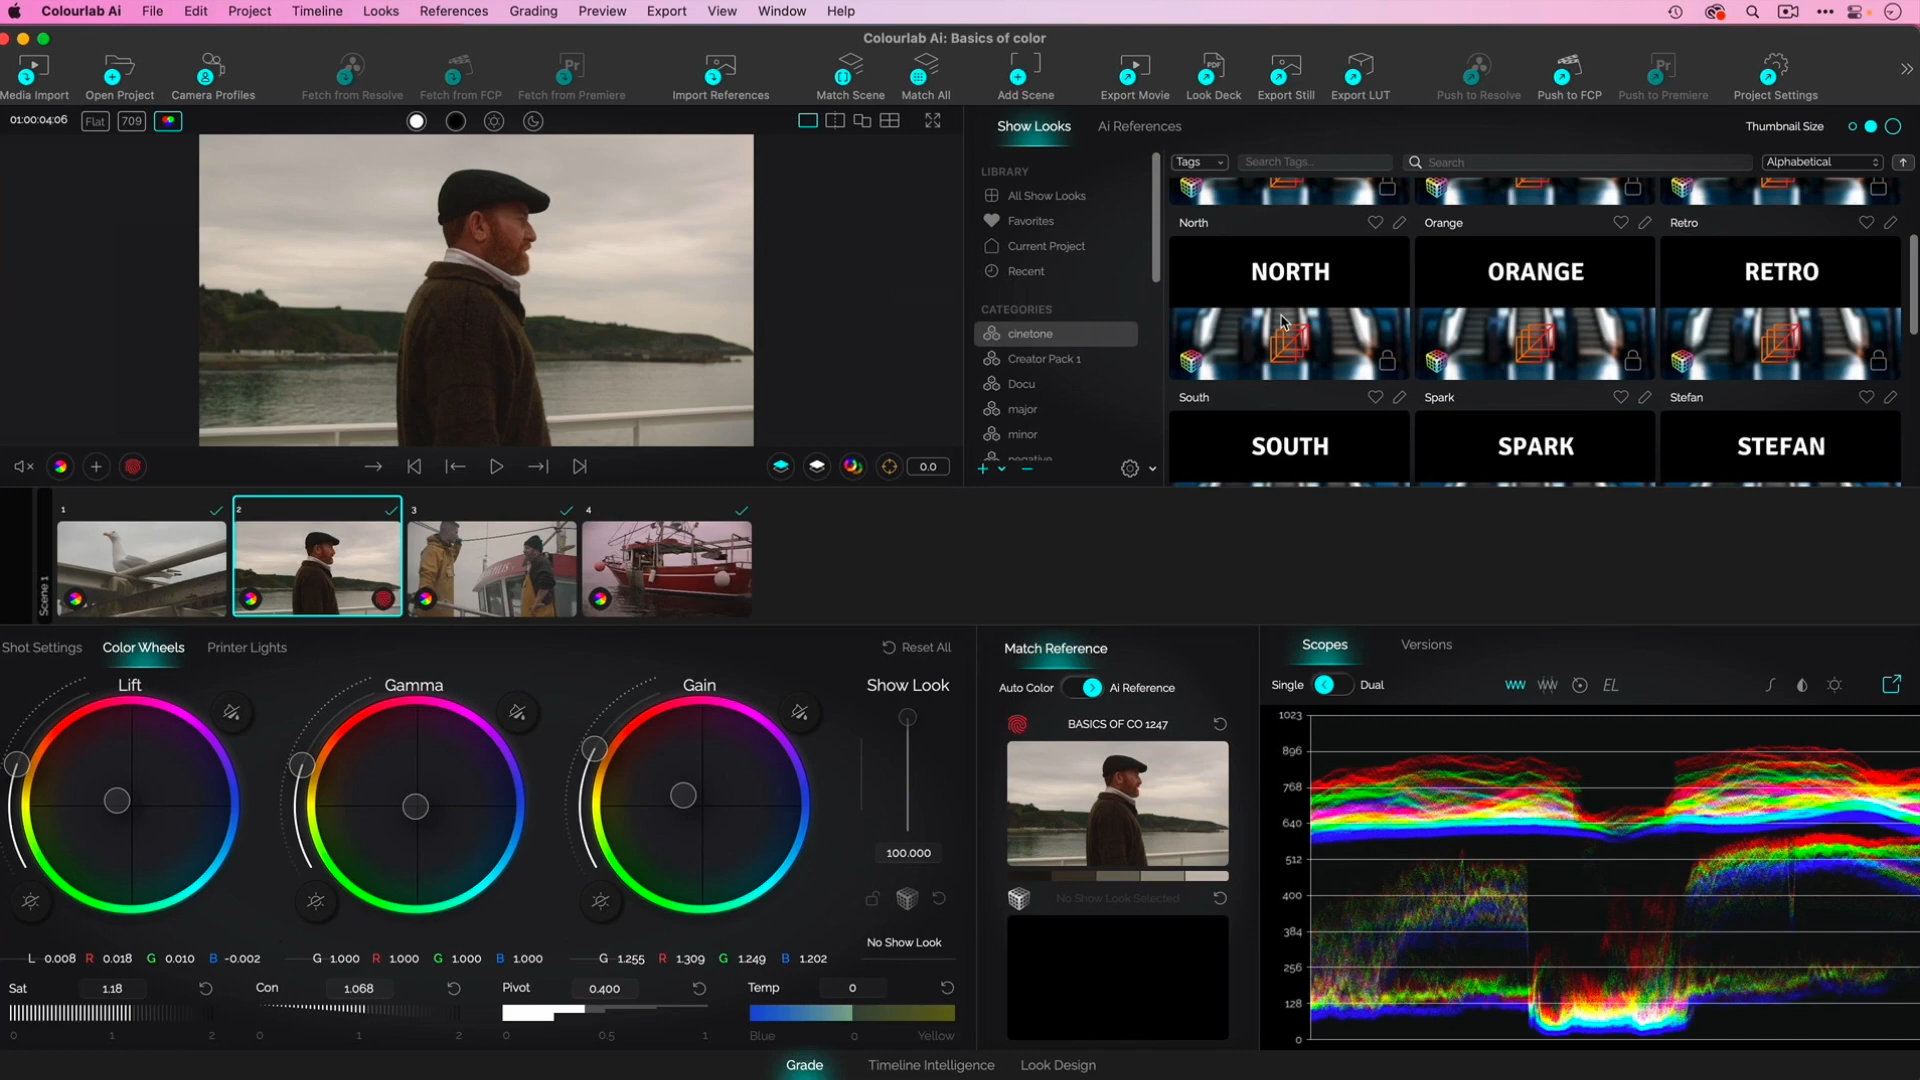 Colourlab Ai File Edit Project Timeline Looks References Grading Preview Export View Window Help
Colourlab Ai: Basics of color
Media Import Open Project Camera Profiles Fetch from Resolve Fetch from FCP Fetch from Premiere Import References Match Scene Match All Add Scene Export Movie Look Deck Export Still Export LUT Push to Resolve Push to FCP Push to Premiere Project Settings
01:00:04:06 Flat 709
Show Looks Ai References Thumbnail Size
Tags Search Tags... Search Alphabetical
LIBRARY
All Show Looks
Favorites
Current Project
Recent
CATEGORIES
cinetone
Creator Pack 1
Docu
major
minor
negative
North Orange Retro
NORTH ORANGE RETRO
South Spark Stefan
SOUTH SPARK STEFAN
0.0
Scene 1
1 2 3 4
Shot Settings Color Wheels Printer Lights Reset All
Lift Gamma Gain Show Look
100.000
No Show Look
L 0.008 R 0.018 G 0.010 B -0.002 G 1.000 R 1.000 G 1.000 B 1.000 G 1.255 R 1.309 G 1.249 B 1.202
Sat 1.18 Con 1.068 Pivot 0.400 Temp 0
0 1 2 0 1 2 0 0.5 1 Blue 0 Yellow
Match Reference
Auto Color Ai Reference
BASICS OF CO 1247
No Show Look Selected
Scopes Versions
Single Dual EL
1023
896
768
640
512
400
384
256
128
0
Grade Timeline Intelligence Look Design